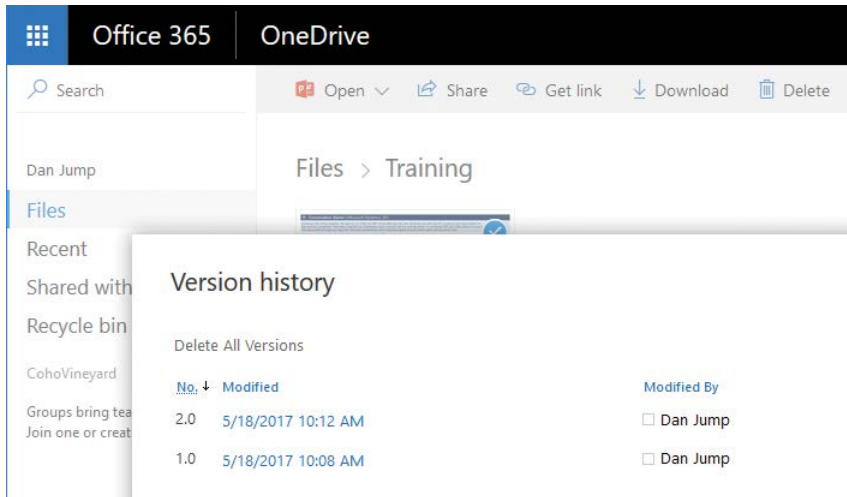 Office 365 OneDrive
Search Open Share Get link Download Delete
Dan Jump
Files > Training
Files
Recent
Shared with
Recycle bin
CohoVineyard
Groups bring tea
Join one or creat
Version history
Delete All Versions
No. Modified Modified By
2.0 5/18/2017 10:12 AM Dan Jump
1.0 5/18/2017 10:08 AM Dan Jump